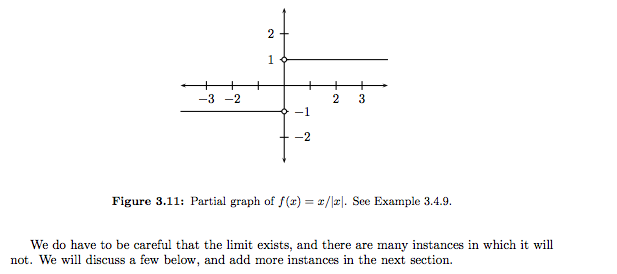 2
1
−3 −2 2 3
−1
−2
Figure 3.11: Partial graph of f(x) = x/|x|. See Example 3.4.9.
We do have to be careful that the limit exists, and there are many instances in which it will
not. We will discuss a few below, and add more instances in the next section.